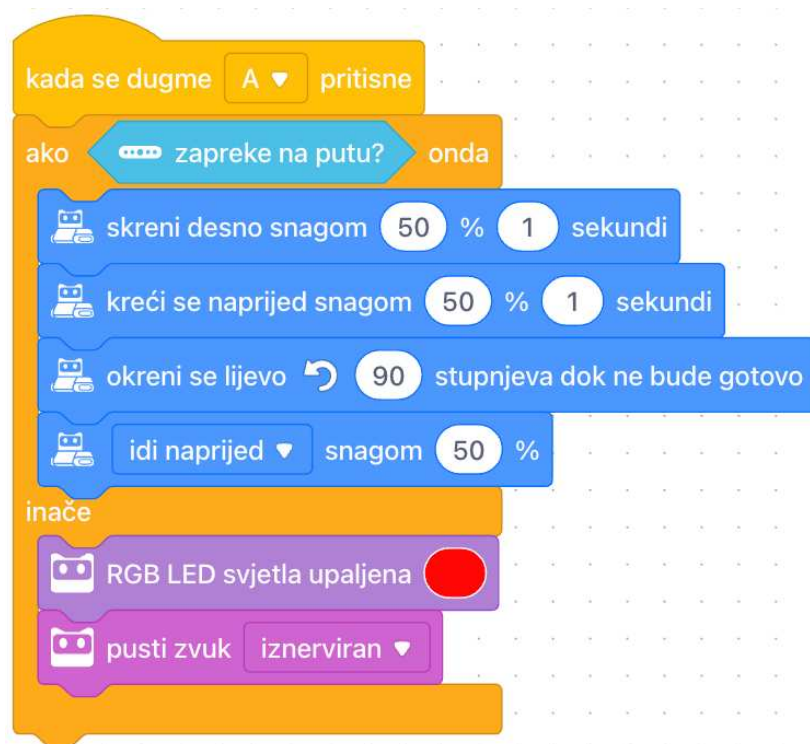 kada se dugme A pritisne
ako zapreke na putu? onda
skreni desno snagom 50 % 1 sekundi
kreći se naprijed snagom 50 % 1 sekundi
okreni se lijevo 90 stupnjeva dok ne bude gotovo
idi naprijed snagom 50 %
inače
RGB LED svjetla upaljena
pusti zvuk iznerviran